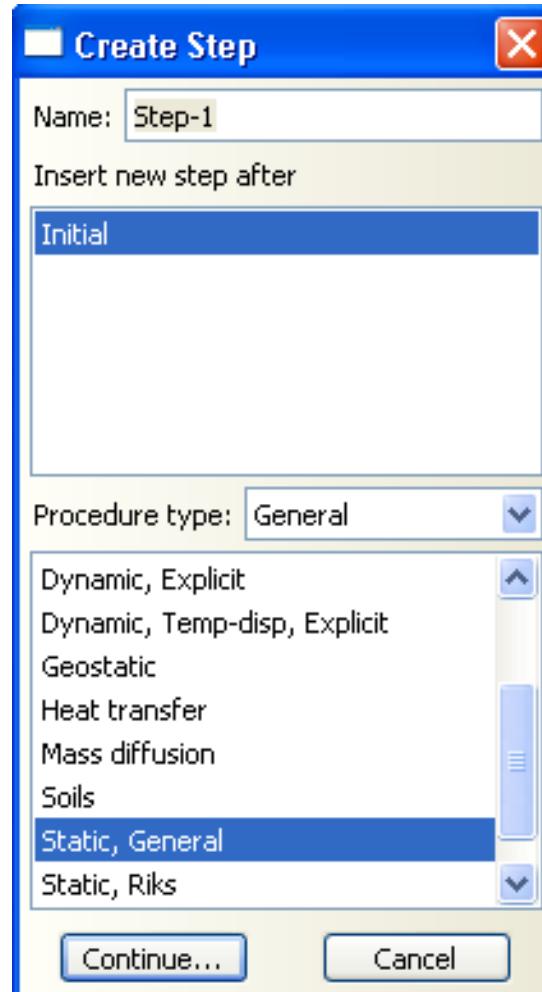 Create Step
Name: Step-1
Insert new step after
Initial
Procedure type: General
Dynamic, Explicit
Dynamic, Temp-disp, Explicit
Geostatic
Heat transfer
Mass diffusion
Soils
Static, General
Static, Riks
Continue... Cancel